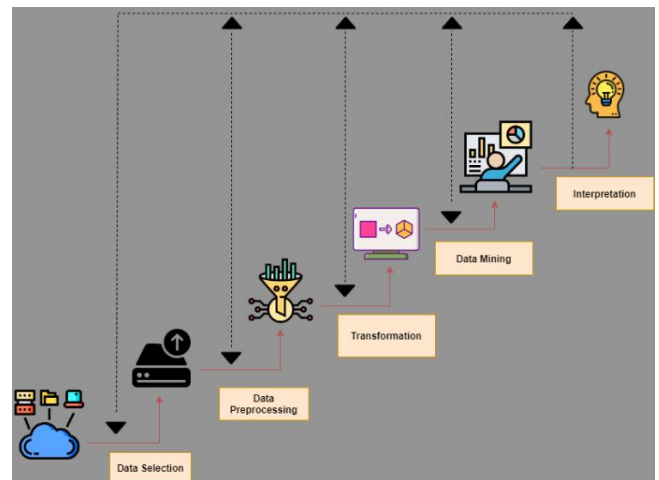 Interpretation
Data Mining
Transformation
Data
Preprocessing
Data Selection